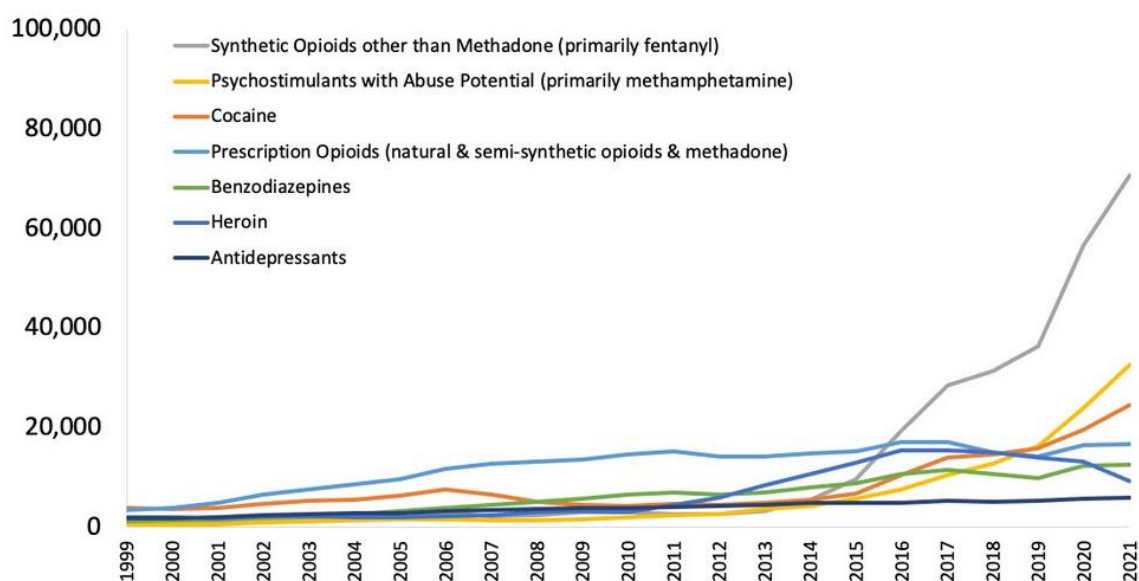 100,000
Synthetic Opioids other than Methadone (primarily fentanyl)
Psychostimulants with Abuse Potential (primarily methamphetamine)
80,000
Cocaine
Prescription Opioids (natural & semi-synthetic opioids & methadone)
Benzodiazepines
60,000
Heroin
Antidepressants
40,000
20,000
0
1999 2000 2001 2002 2003 2004 2005 2006 2007 2008 2009 2010 2011 2012 2013 2014 2015 2016 2017 2018 2019 2020 2021